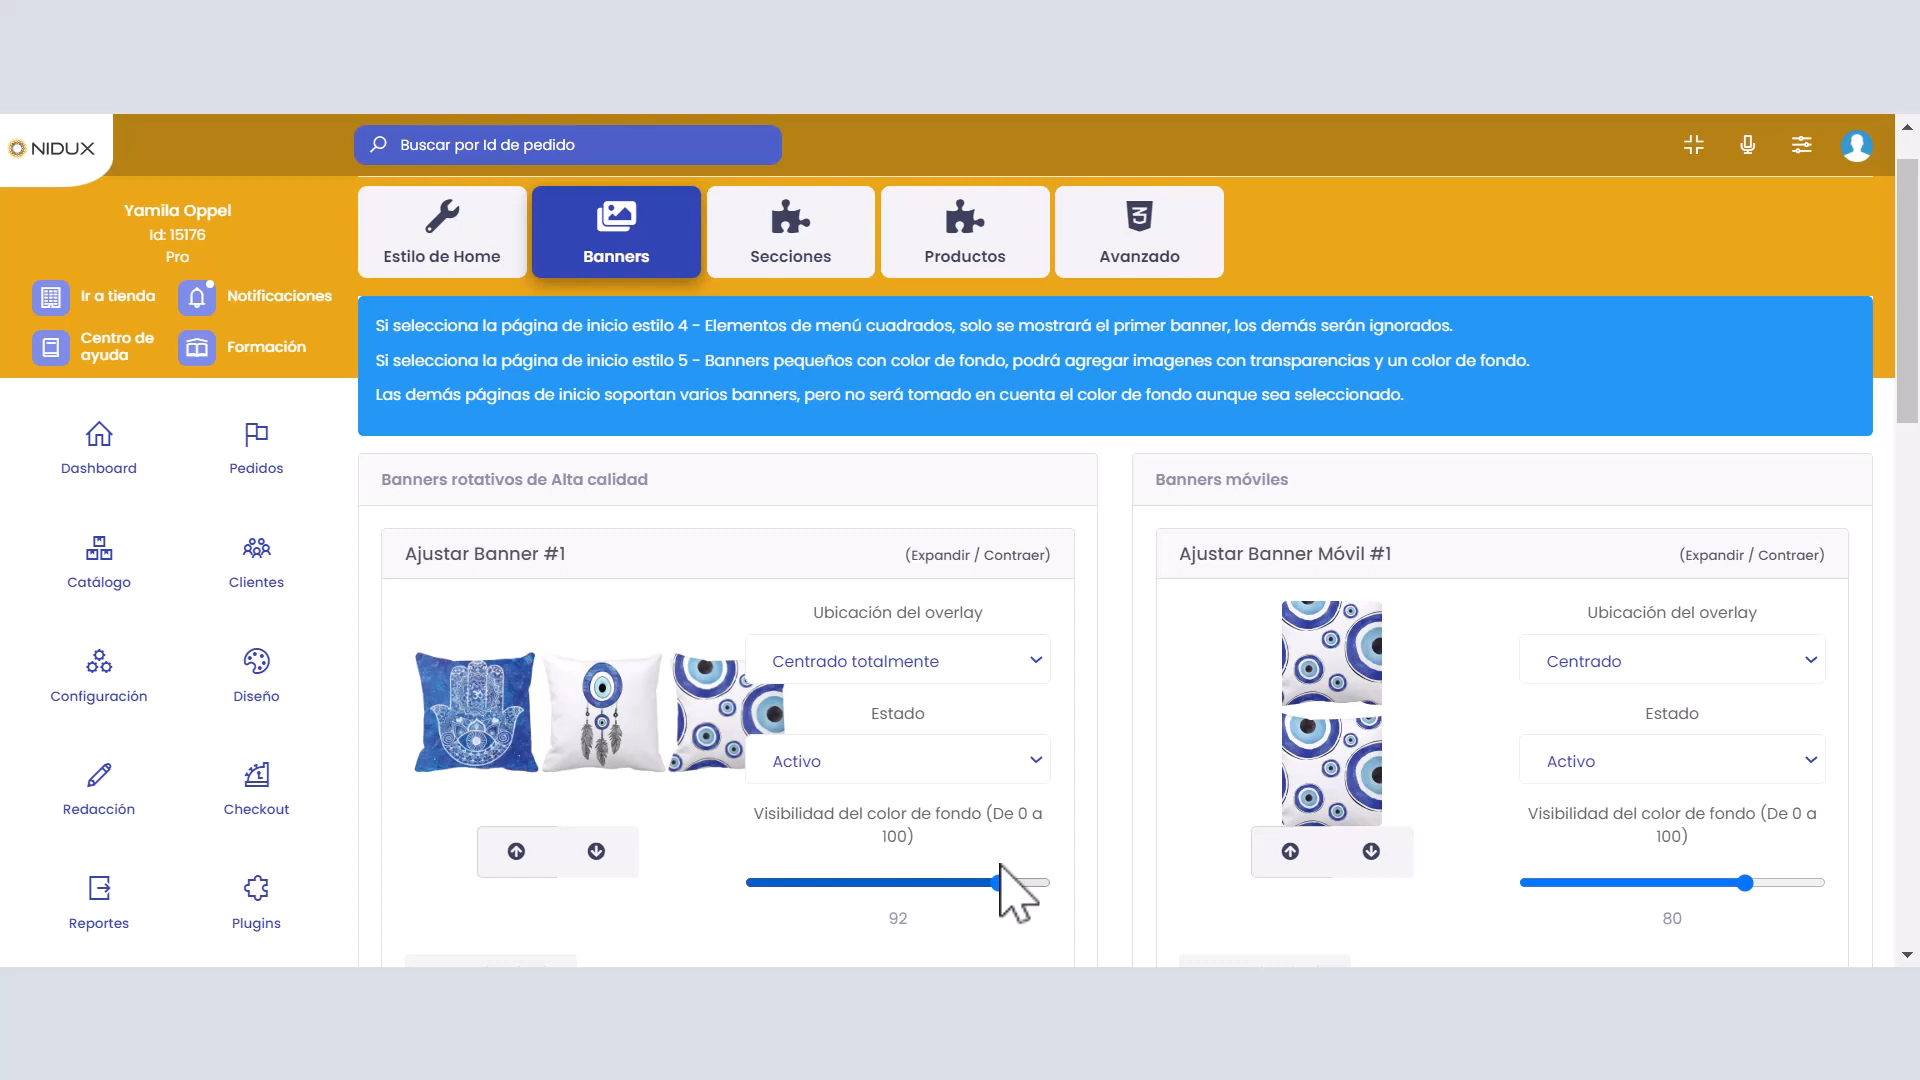 NIDUX
Buscar por Id de pedido
Yamila Oppel
Id: 15176
Pro
Ir a tienda
Notificaciones
Centro de
ayuda
Formación
Dashboard
Pedidos
Catálogo
Clientes
Configuración
Diseño
Redacción
Checkout
Reportes
Plugins
Estilo de Home
Banners
Secciones
Productos
Avanzado
Si selecciona la página de inicio estilo 4 - Elementos de menú cuadrados, solo se mostrará el primer banner, los demás serán ignorados.
Si selecciona la página de inicio estilo 5 - Banners pequeños con color de fondo, podrá agregar imagenes con transparencias y un color de fondo.
Las demás páginas de inicio soportan varios banners, pero no será tomado en cuenta el color de fondo aunque sea seleccionado.
Banners rotativos de Alta calidad
Ajustar Banner #1
(Expandir / Contraer)
Ubicación del overlay
Centrado totalmente
Estado
Activo
Visibilidad del color de fondo (De 0 a
100)
92
Banners móviles
Ajustar Banner Móvil #1
(Expandir / Contraer)
Ubicación del overlay
Centrado
Estado
Activo
Visibilidad del color de fondo (De 0 a
100)
80